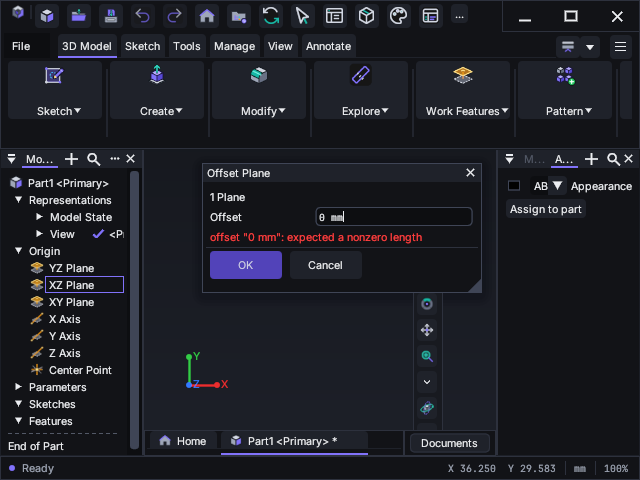 File
3D Model
Sketch
Tools
Manage
View
Annotate
Sketch
Create
Modify
Explore
Work Features
Pattern
Mo...
Part1 <Primary>
Representations
Model State
View
Origin
YZ Plane
XZ Plane
XY Plane
X Axis
Y Axis
Z Axis
Center Point
Parameters
Sketches
Features
End of Part
Offset Plane
1 Plane
Offset
0 mm
offset "0 mm": expected a nonzero length
OK
Cancel
Y
Z
X
Home
Part1 <Primary> *
Documents
M...
A...
AB
Appearance
Assign to part
Ready
X 36.250
Y 29.583
mm
100%